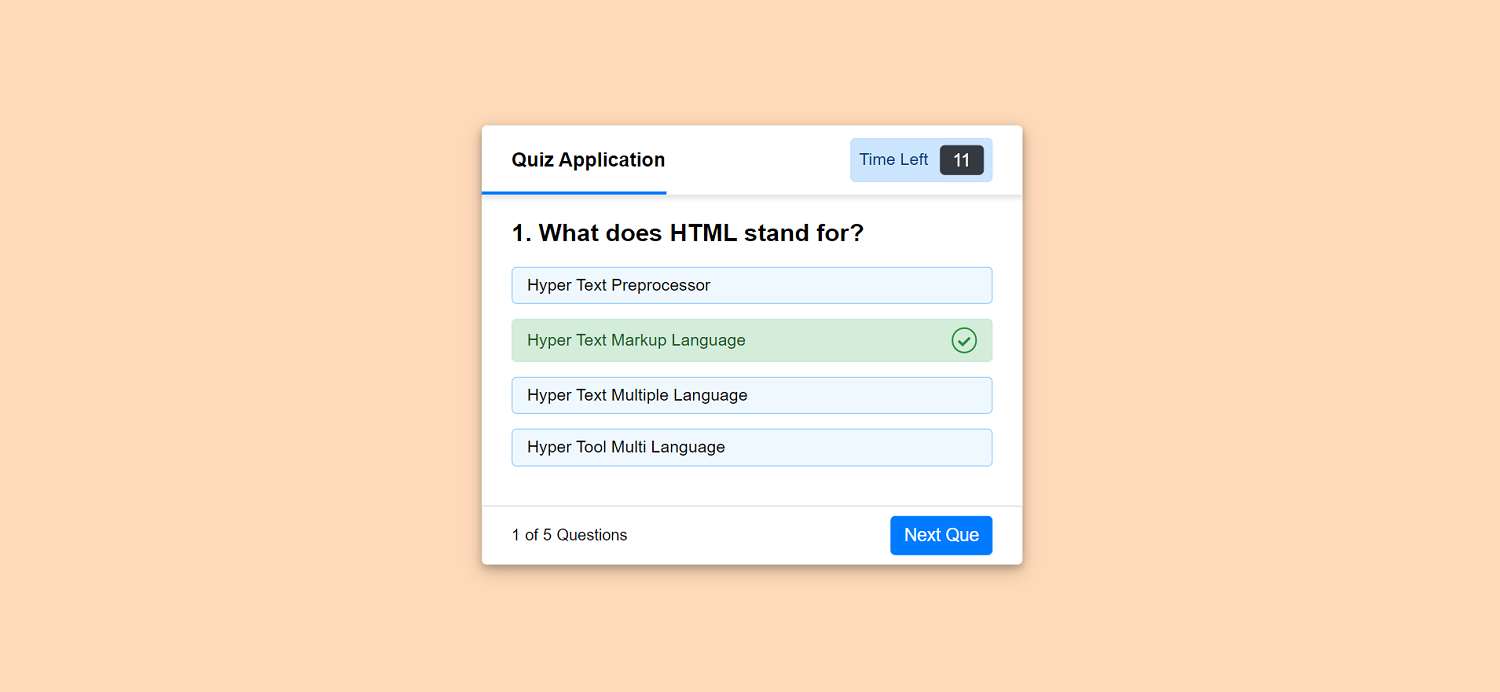 Quiz Application
Time Left 11
1. What does HTML stand for?
Hyper Text Preprocessor
Hyper Text Markup Language
Hyper Text Multiple Language
Hyper Tool Multi Language
1 of 5 Questions
Next Que